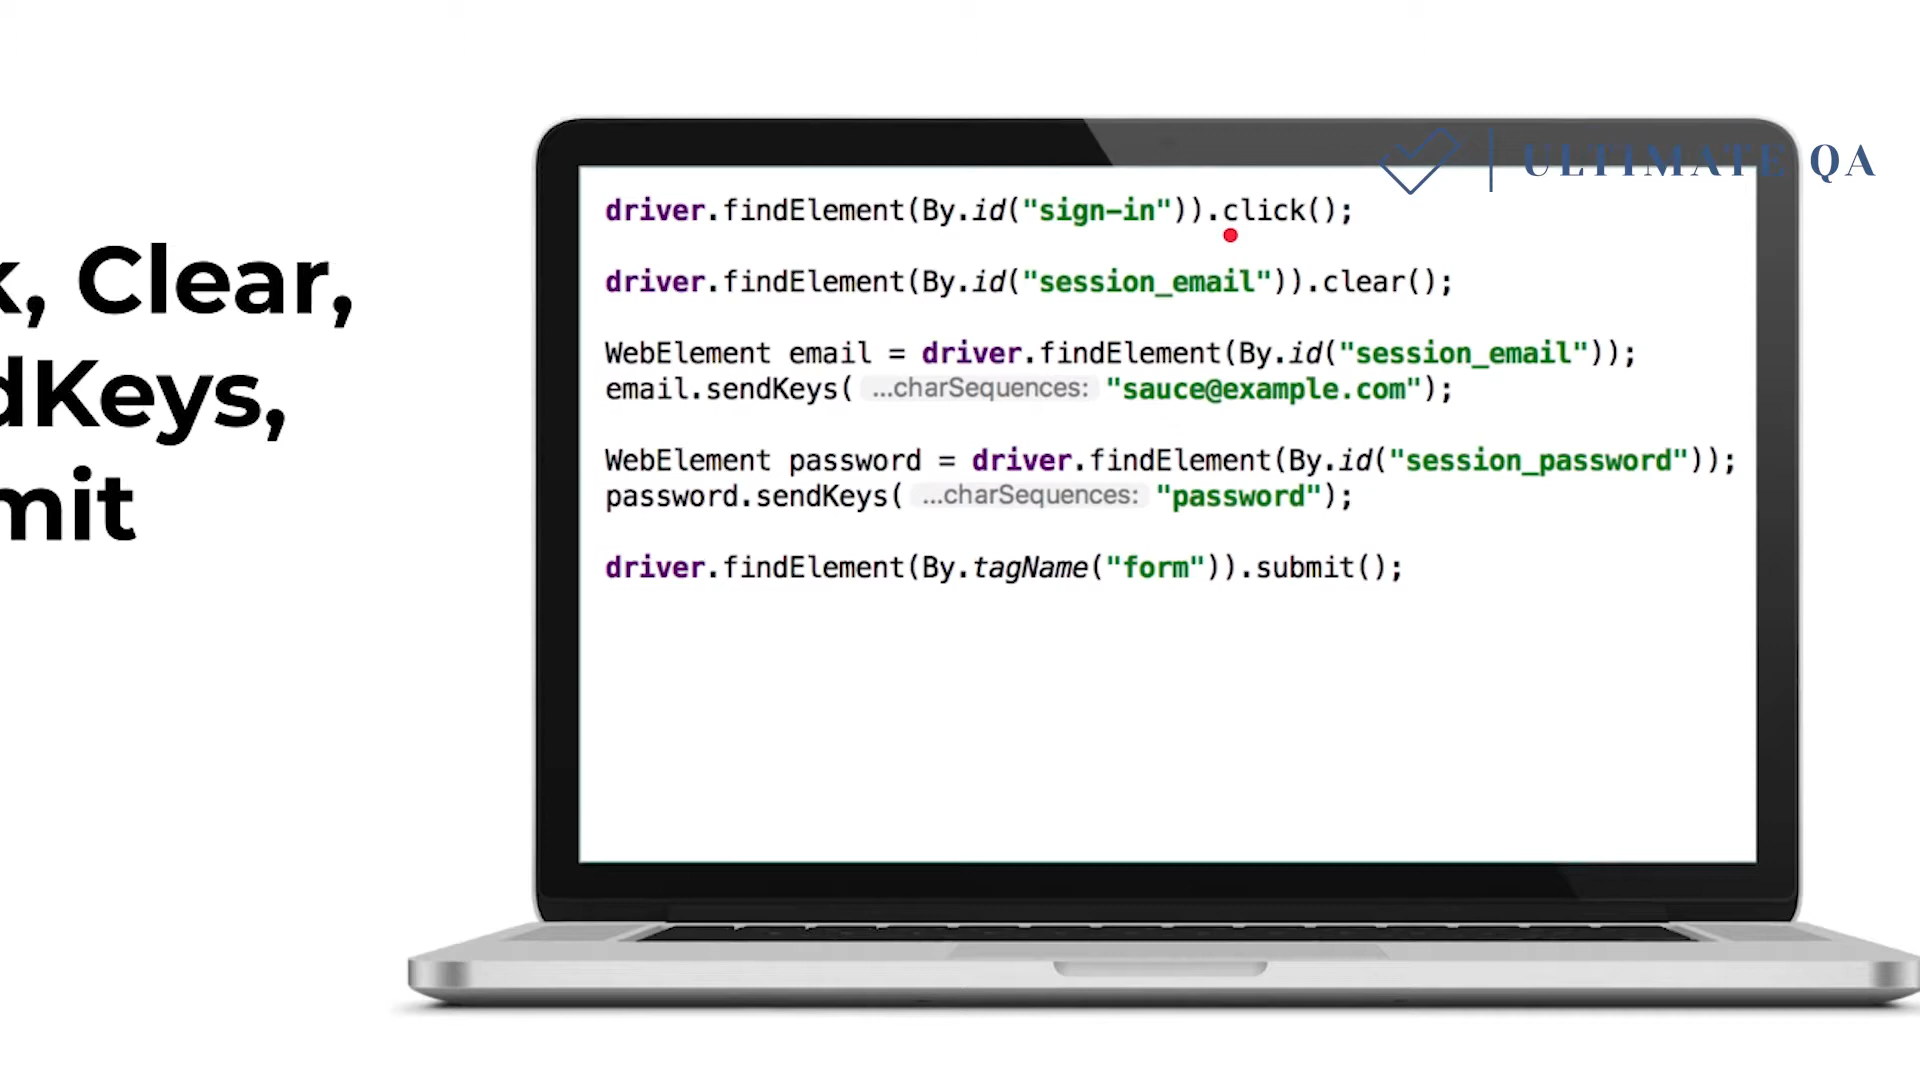 k, Clear,
dKeys,
mit
ULTIMATE QA
driver.findElement(By.id("sign-in")).click();
driver.findElement(By.id("session_email")).clear();
WebElement email = driver.findElement(By.id("session_email"));
email.sendKeys( ...charSequences: "sauce@example.com");
WebElement password = driver.findElement(By.id("session_password"));
password.sendKeys( ...charSequences: "password");
driver.findElement(By.tagName("form")).submit();